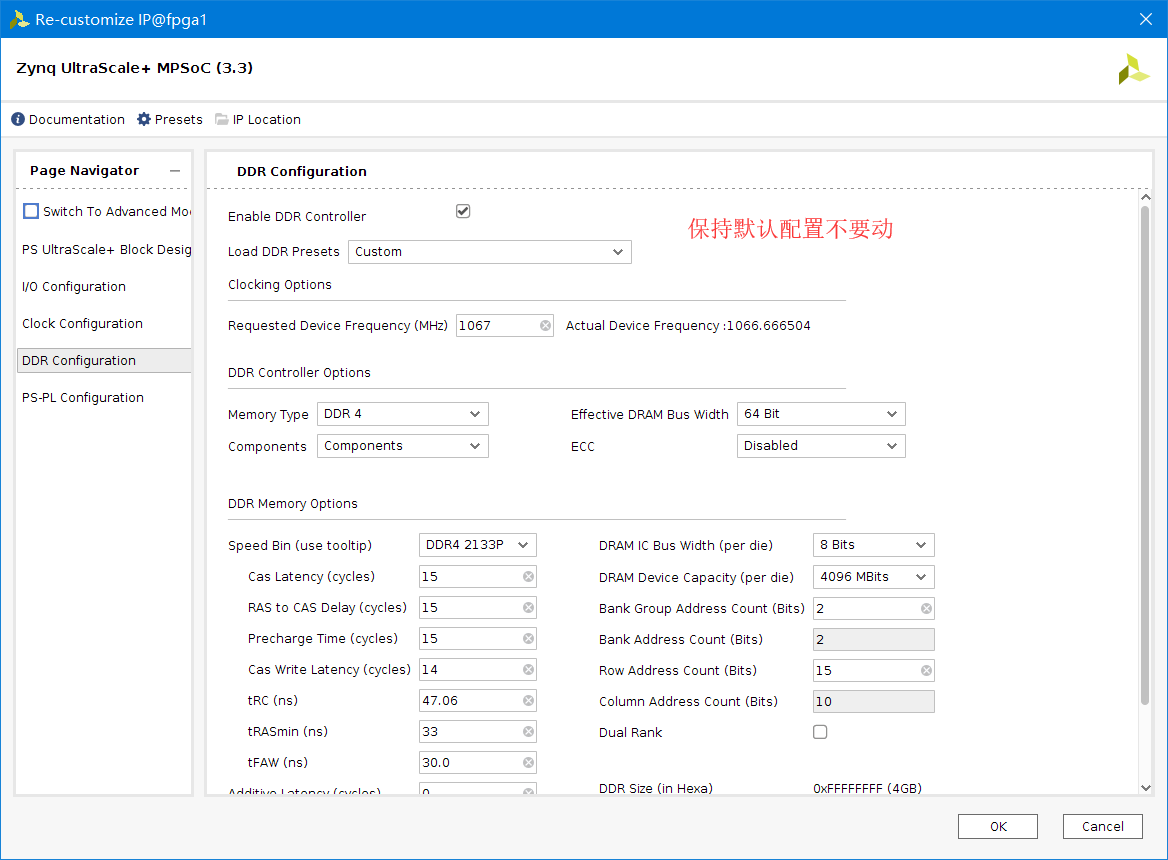 Re-customize IP@fpga1
Zynq UltraScale+ MPSoC (3.3)
Documentation Presets IP Location
Page Navigator
Switch To Advanced Mo
PS UltraScale+ Block Desig
I/O Configuration
Clock Configuration
DDR Configuration
PS-PL Configuration
DDR Configuration
Enable DDR Controller
保持默认配置不要动
Load DDR Presets Custom
Clocking Options
Requested Device Frequency (MHz) 1067 Actual Device Frequency :1066.666504
DDR Controller Options
Memory Type DDR 4 Effective DRAM Bus Width 64 Bit
Components Components ECC Disabled
DDR Memory Options
Speed Bin (use tooltip) DDR4 2133P DRAM IC Bus Width (per die) 8 Bits
Cas Latency (cycles) 15 DRAM Device Capacity (per die) 4096 MBits
RAS to CAS Delay (cycles) 15 Bank Group Address Count (Bits) 2
Precharge Time (cycles) 15 Bank Address Count (Bits) 2
Cas Write Latency (cycles) 14 Row Address Count (Bits) 15
tRC (ns) 47.06 Column Address Count (Bits) 10
tRASmin (ns) 33 Dual Rank
tFAW (ns) 30.0
Additive Latency (cycles) 0 DDR Size (in Hexa) 0xFFFFFFFF (4GB)
OK Cancel